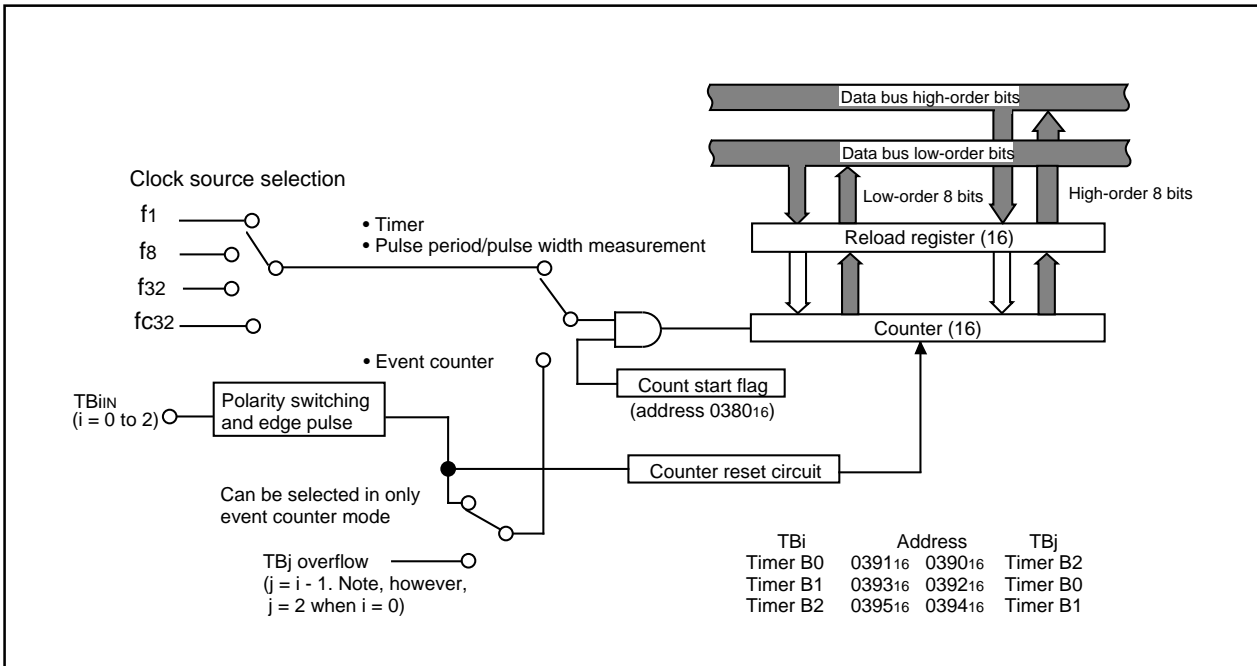 Data bus high-order bits
Data bus low-order bits
Clock source selection
Low-order 8 bits
High-order 8 bits
f1
• Timer
• Pulse period/pulse width measurement
Reload register (16)
f8
f32
fC32
Counter (16)
• Event counter
Count start flag
(address 038016)
TBiIN
(i = 0 to 2)
Polarity switching
and edge pulse
Counter reset circuit
Can be selected in only
event counter mode
TBj overflow
(j = i - 1. Note, however,
j = 2 when i = 0)
TBi Address TBj
Timer B0 039116 039016 Timer B2
Timer B1 039316 039216 Timer B0
Timer B2 039516 039416 Timer B1